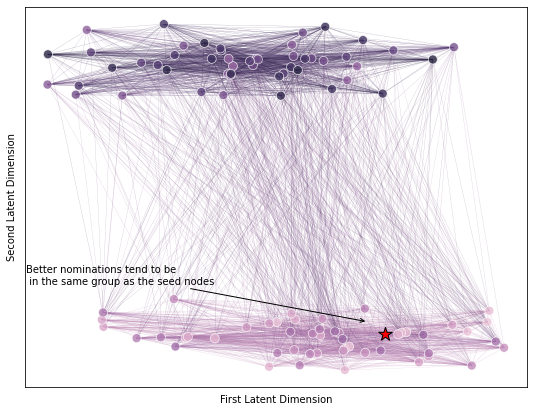 Second Latent Dimension
Better nominations tend to be
in the same group as the seed nodes
First Latent Dimension